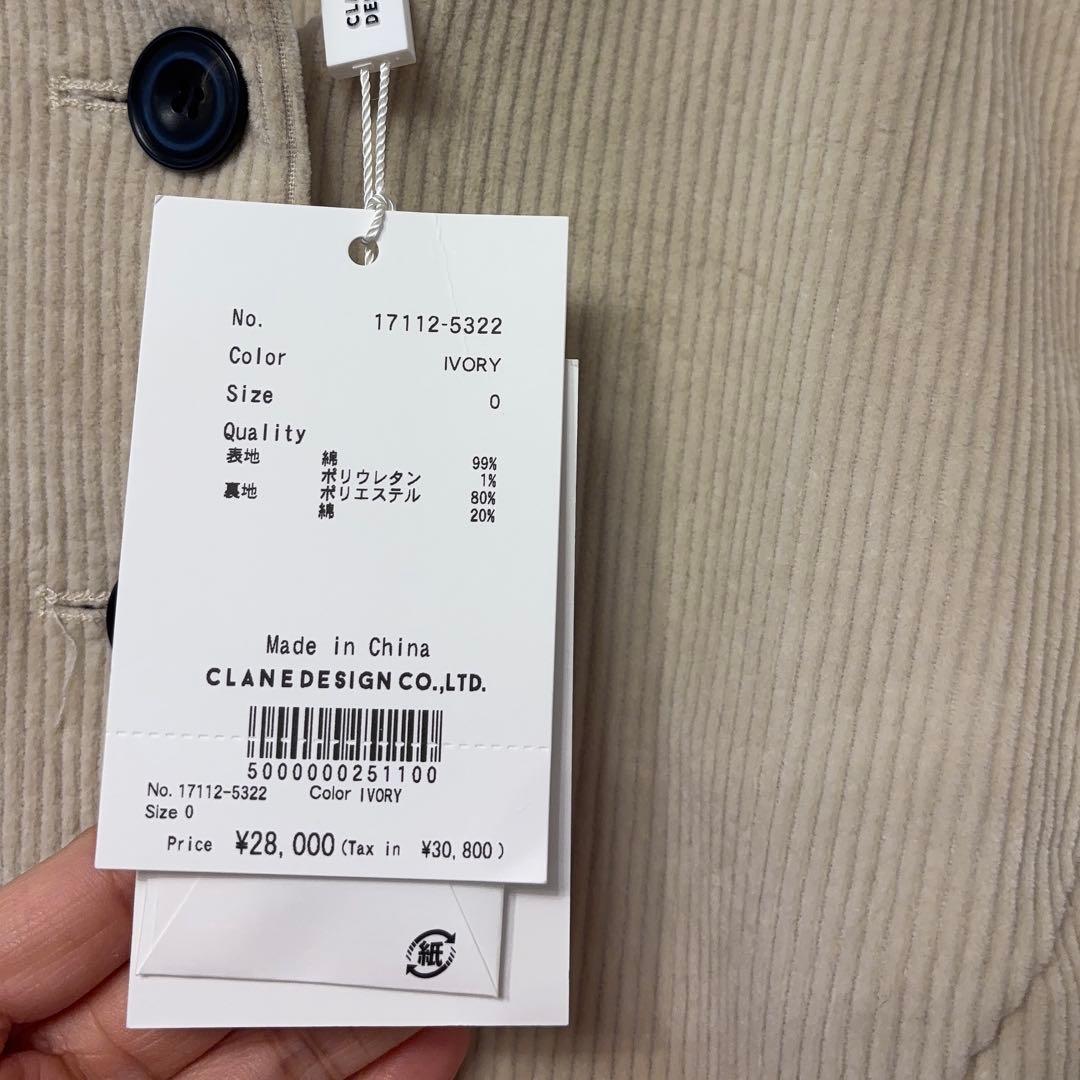 No. 17112-5322
Color IVORY
Size 0
Quality
表地 綿 99%
ポリウレタン 1%
裏地 ポリエステル 80%
綿 20%
Made in China
CLANE DESIGN CO.,LTD.
5000000251100
No. 17112-5322 Color IVORY
Size 0
Price ¥28,000 (Tax in ¥30,800)
紙